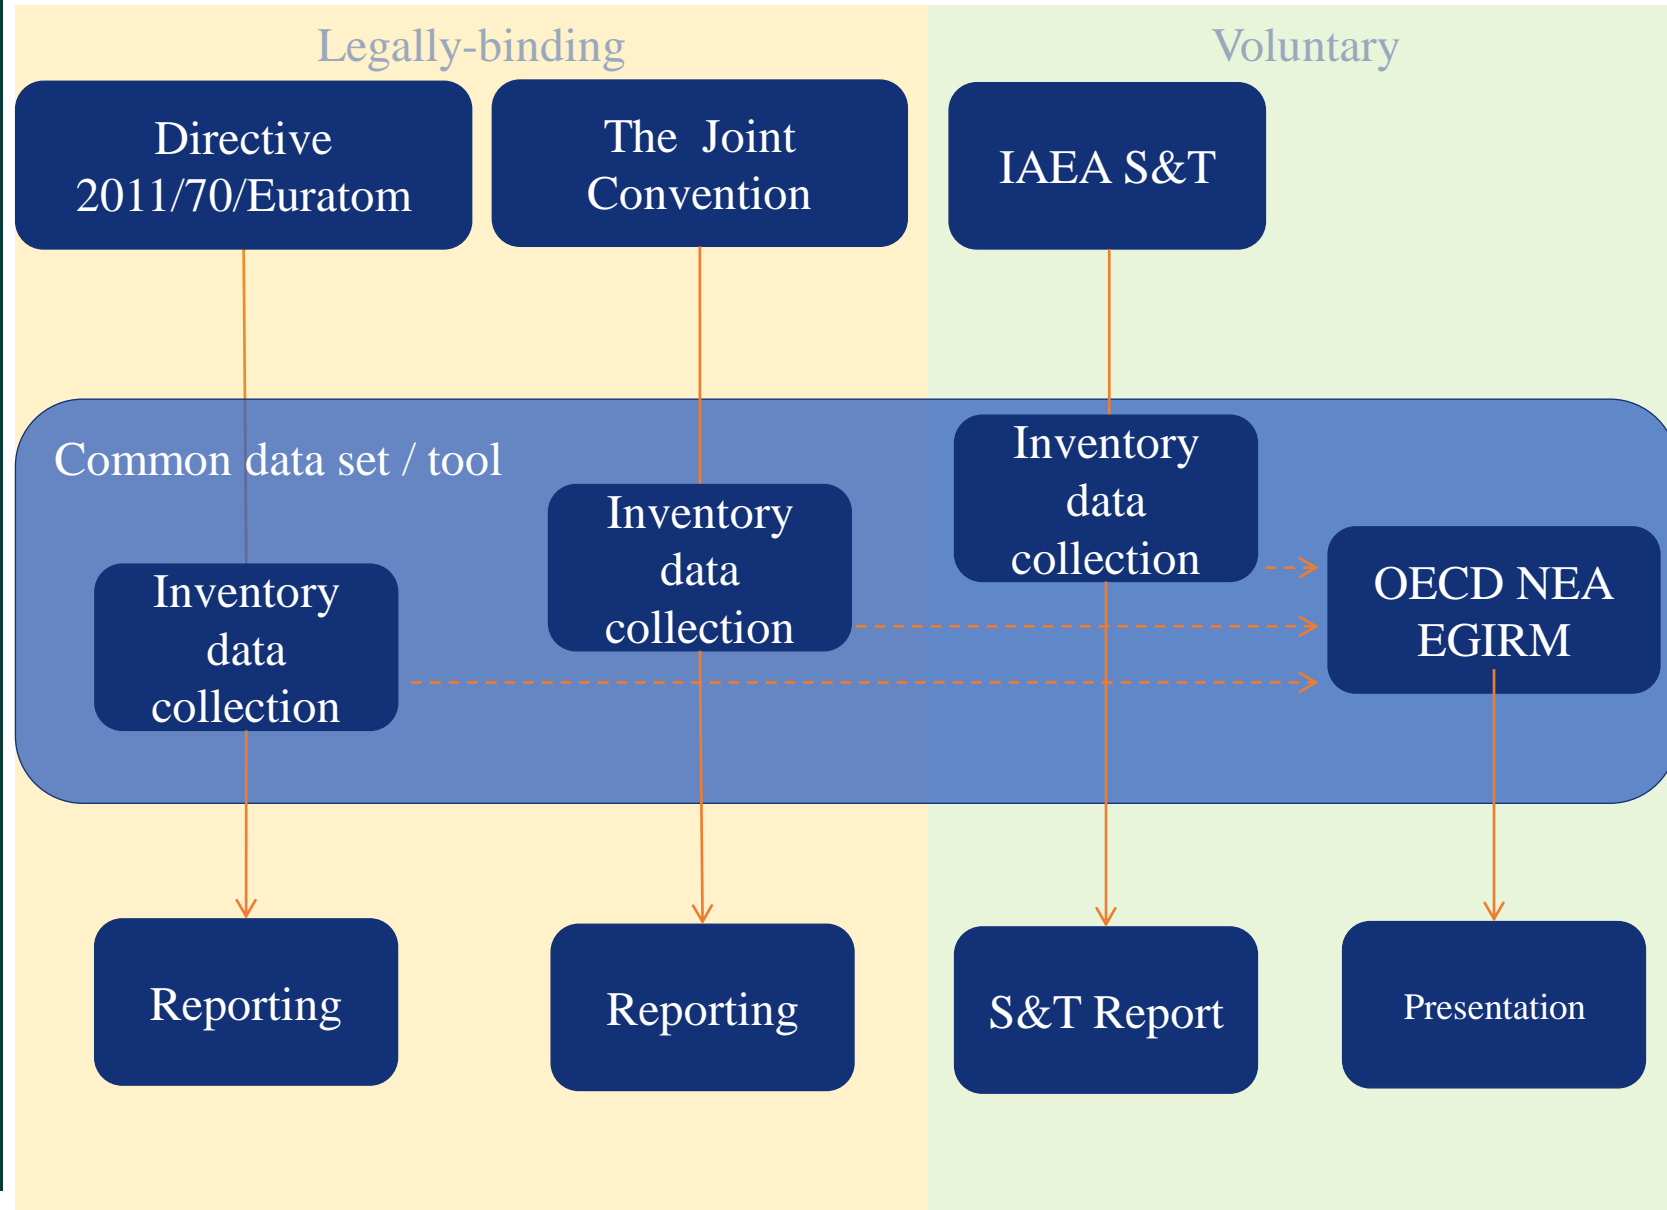 Legally-binding
Voluntary
Directive
2011/70/Euratom
The Joint
Convention
IAEA S&T
Common data set / tool
Inventory
data
collection
Inventory
data
collection
Inventory
data
collection
OECD NEA
EGIRM
Reporting
Reporting
S&T Report
Presentation